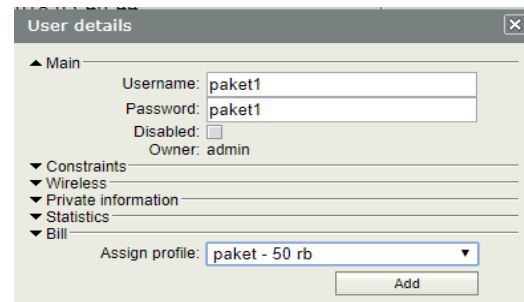 User details
Main
Username: paket1
Password: paket1
Disabled:
Owner: admin
Constraints
Wireless
Private information
Statistics
Bill
Assign profile: paket - 50 rb
Add